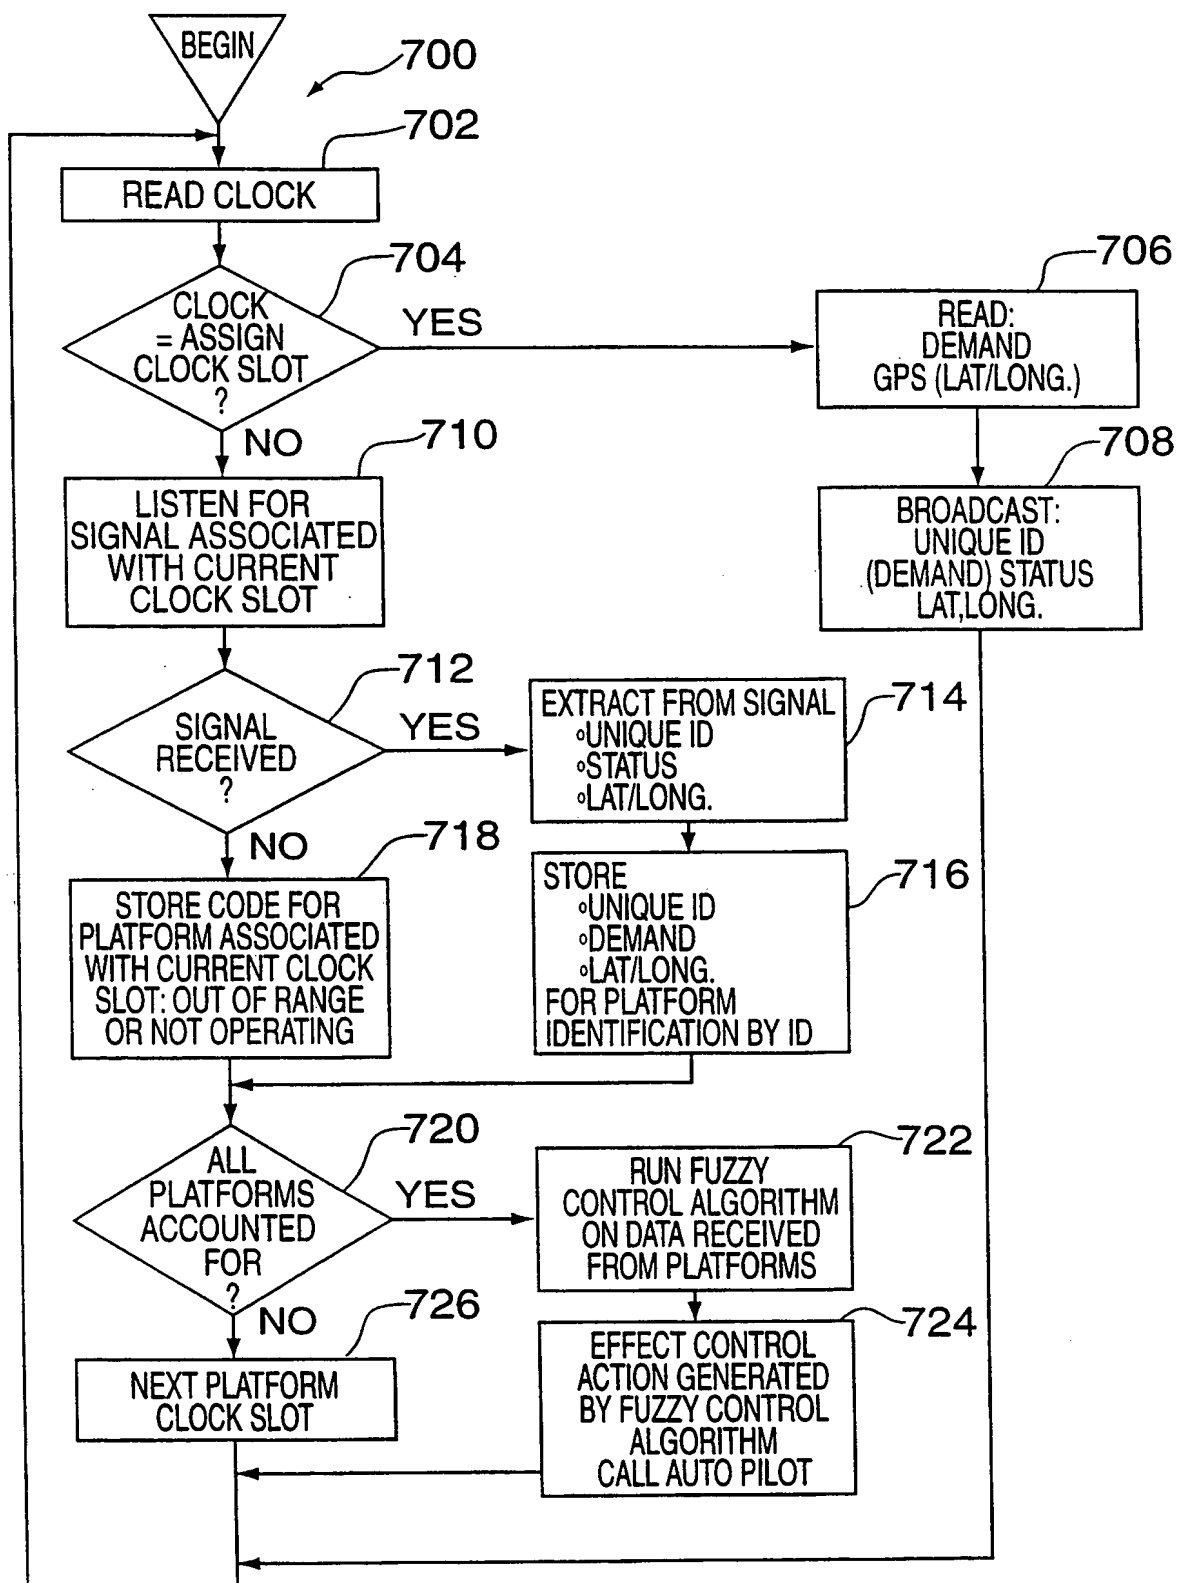 BEGIN
700
702
READ CLOCK
704
CLOCK
= ASSIGN
CLOCK SLOT
?
YES
706
READ:
DEMAND
GPS (LAT/LONG.)
NO
710
708
LISTEN FOR
SIGNAL ASSOCIATED
WITH CURRENT
CLOCK SLOT
BROADCAST:
UNIQUE ID
(DEMAND) STATUS
LAT,LONG.
712
SIGNAL
RECEIVED
?
YES
714
EXTRACT FROM SIGNAL
∘UNIQUE ID
∘STATUS
∘LAT/LONG.
NO
718
716
STORE
∘UNIQUE ID
∘DEMAND
∘LAT/LONG.
FOR PLATFORM
IDENTIFICATION BY ID
STORE CODE FOR
PLATFORM ASSOCIATED
WITH CURRENT CLOCK
SLOT: OUT OF RANGE
OR NOT OPERATING
720
ALL
PLATFORMS
ACCOUNTED
FOR
?
YES
722
RUN FUZZY
CONTROL ALGORITHM
ON DATA RECEIVED
FROM PLATFORMS
NO
726
724
NEXT PLATFORM
CLOCK SLOT
EFFECT CONTROL
ACTION GENERATED
BY FUZZY CONTROL
ALGORITHM
CALL AUTO PILOT